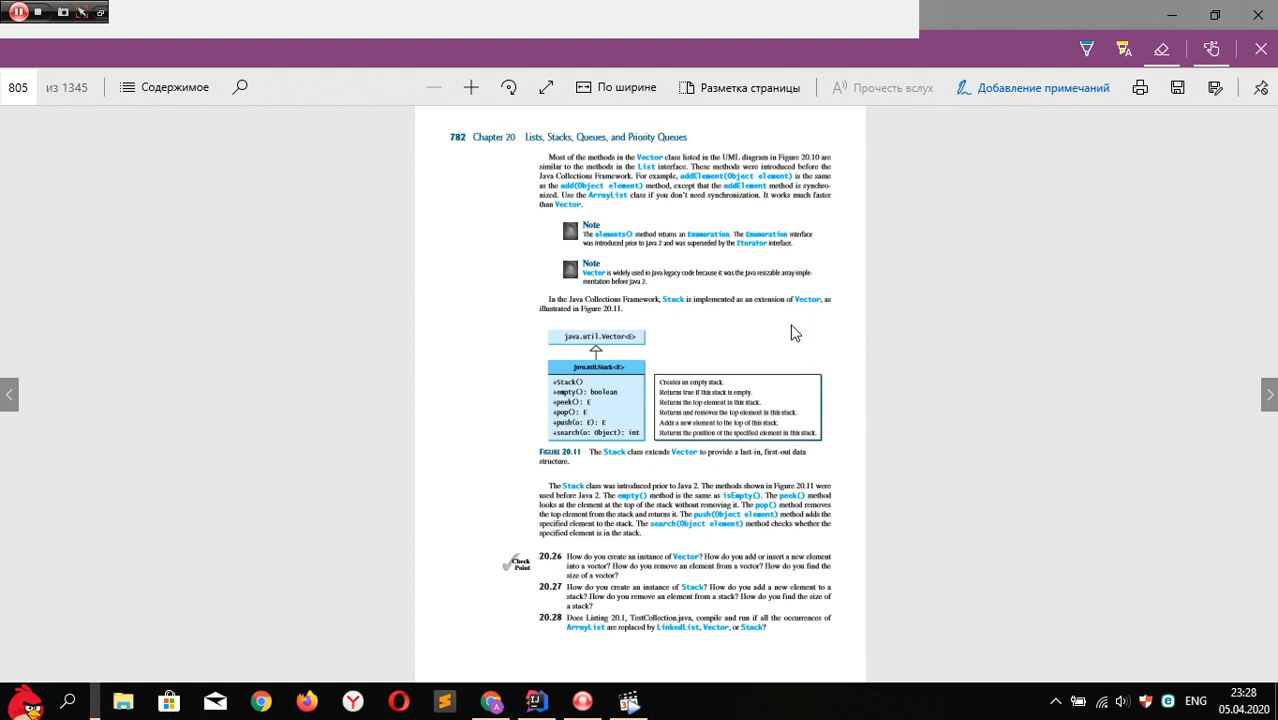 805 из 1345 Содержимое По ширине Разметка страницы Прочесть вслух Добавление примечаний
782 Chapter 20 Lists, Stacks, Queues, and Priority Queues
Most of the methods in the Vector class listed in the UML diagram in Figure 20.10 are
similar to the methods in the List interface. These methods were introduced before the
Java Collections Framework. For example, addElement(Object element) is the same
as the add(Object element) method, except that the addElement method is synchro-
nized. Use the ArrayList class if you don't need synchronization. It works much faster
than Vector.
Note
The elements() method returns an Enumeration. The Enumeration interface
was introduced prior to Java 2 and was superseded by the Iterator interface.
Note
Vector is widely used in Java legacy code because it was the Java resizable array imple-
mentation before Java 2.
In the Java Collections Framework, Stack is implemented as an extension of Vector, as
illustrated in Figure 20.11.
java.util.Vector<E>
java.util.Stack<E>
+Stack() Creates an empty stack.
+empty(): boolean Returns true if this stack is empty.
+peek(): E Returns the top element in this stack.
+pop(): E Returns and removes the top element in this stack.
+push(o: E): E Adds a new element to the top of this stack.
+search(o: Object): int Returns the position of the specified element in this stack.
FIGURE 20.11 The Stack class extends Vector to provide a last-in, first-out data
structure.
The Stack class was introduced prior to Java 2. The methods shown in Figure 20.11 were
used before Java 2. The empty() method is the same as isEmpty(). The peek() method
looks at the element at the top of the stack without removing it. The pop() method removes
the top element from the stack and returns it. The push(Object element) method adds the
specified element to the stack. The search(Object element) method checks whether the
specified element is in the stack.
Check
Point
20.26 How do you create an instance of Vector? How do you add or insert a new element
into a vector? How do you remove an element from a vector? How do you find the
size of a vector?
20.27 How do you create an instance of Stack? How do you add a new element to a
stack? How do you remove an element from a stack? How do you find the size of
a stack?
20.28 Does Listing 20.1, TestCollection.java, compile and run if all the occurrences of
ArrayList are replaced by LinkedList, Vector, or Stack?
ENG
22:28
05.04.2020